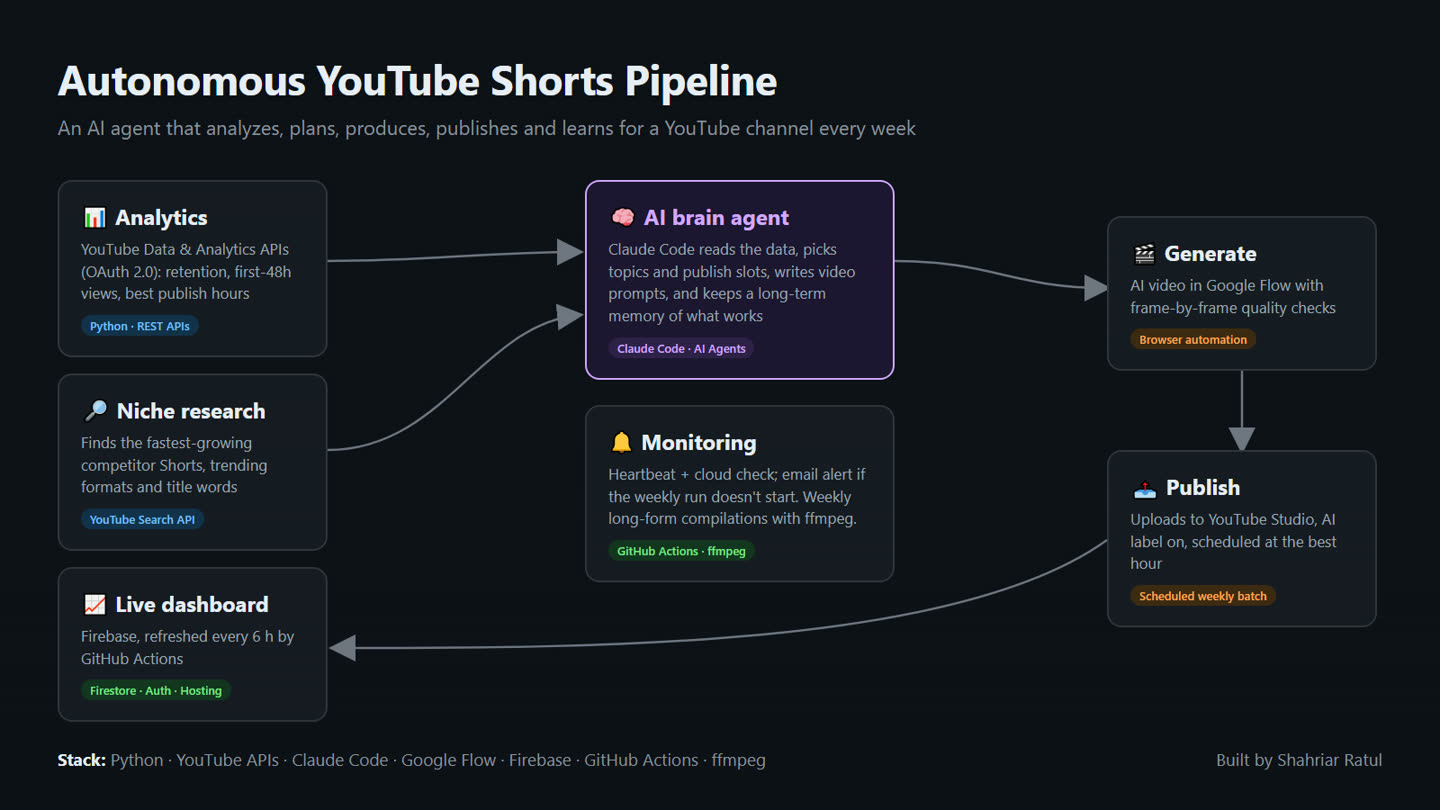 Autonomous YouTube Shorts Pipeline
An AI agent that analyzes, plans, produces, publishes and learns for a YouTube channel every week
Analytics
YouTube Data & Analytics APIs
(OAuth 2.0): retention, first-48h
views, best publish hours
Python · REST APIs
Niche research
Finds the fastest-growing
competitor Shorts, trending
formats and title words
YouTube Search API
Live dashboard
Firebase, refreshed every 6 h by
GitHub Actions
Firestore · Auth · Hosting
AI brain agent
Claude Code reads the data, picks
topics and publish slots, writes video
prompts, and keeps a long-term
memory of what works
Claude Code · AI Agents
Monitoring
Heartbeat + cloud check; email alert if
the weekly run doesn't start. Weekly
long-form compilations with ffmpeg.
GitHub Actions · ffmpeg
Generate
AI video in Google Flow with
frame-by-frame quality checks
Browser automation
Publish
Uploads to YouTube Studio, AI
label on, scheduled at the best
hour
Scheduled weekly batch
Stack: Python · YouTube APIs · Claude Code · Google Flow · Firebase · GitHub Actions · ffmpeg
Built by Shahriar Ratul